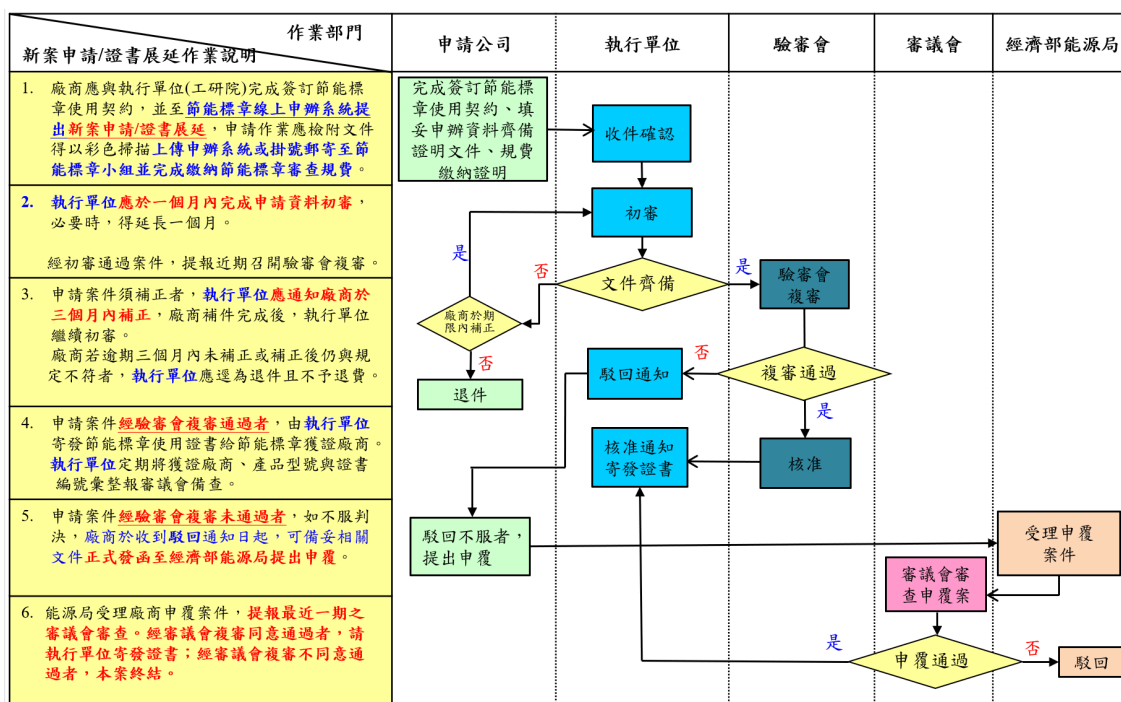 作業部門
新案申請/證書展延作業說明
申請公司
執行單位
驗審會
審議會
經濟部能源局
1. 廠商應與執行單位(工研院)完成簽訂節能標
章使用契約，並至節能標章線上申辦系統提
出新案申請/證書展延，申請作業應檢附文件
得以彩色掃描上傳申辦系統或掛號郵寄至節
能標章小組並完成繳納節能標章審查規費。
2. 執行單位應於一個月內完成申請資料初審，
必要時，得延長一個月。
經初審通過案件，提報近期召開驗審會複審。
3. 申請案件須補正者，執行單位應通知廠商於
三個月內補正，廠商補件完成後，執行單位
繼續初審。
廠商若逾期三個月內未補正或補正後仍與規
定不符者，執行單位應逕為退件且不予退費。
4. 申請案件經驗審會複審通過者，由執行單位
寄發節能標章使用證書給節能標章獲證廠商。
執行單位定期將獲證廠商、產品型號與證書
編號彙整報審議會備查。
5. 申請案件經驗審會複審未通過者，如不服判
決，廠商於收到駁回通知日起，可備妥相關
文件正式發函至經濟部能源局提出申覆。
6. 能源局受理廠商申覆案件，提報最近一期之
審議會審查。經審議會複審同意通過者，請
執行單位寄發證書；經審議會複審不同意通
過者，本案終結。
完成簽訂節能標
章使用契約、填
妥申辦資料齊備
證明文件、規費
繳納證明
收件確認
初審
是
否
文件齊備
是
驗審會
複審
廠商於期
限內補正
否
退件
駁回通知
否
複審通過
是
核准通知
寄發證書
核准
駁回不服者，
提出申覆
受理申覆
案件
審議會審
查申覆案
是
申覆通過
否
駁回